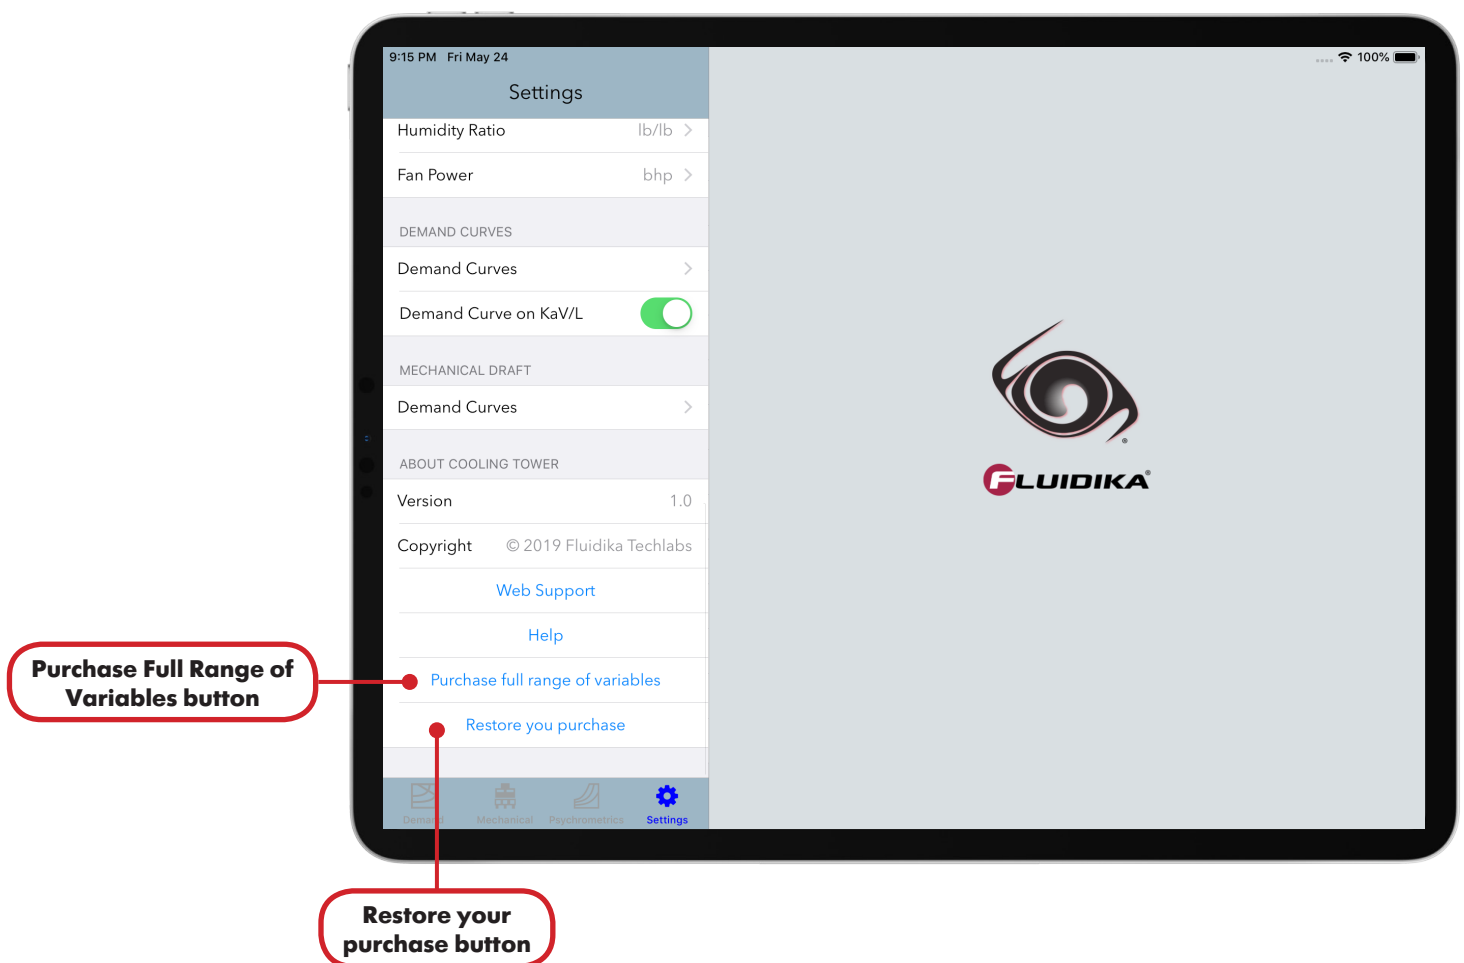 9:15 PM Fri May 24
100%
Settings
Humidity Ratio lb/lb
Fan Power bhp
DEMAND CURVES
Demand Curves
Demand Curve on KaV/L
MECHANICAL DRAFT
Demand Curves
ABOUT COOLING TOWER
Version 1.0
Copyright © 2019 Fluidika Techlabs
Web Support
Help
Purchase full range of variables
Restore you purchase
Demand Mechanical Psychrometrics Settings
®
FLUIDIKA®
Purchase Full Range of
Variables button
Restore your
purchase button